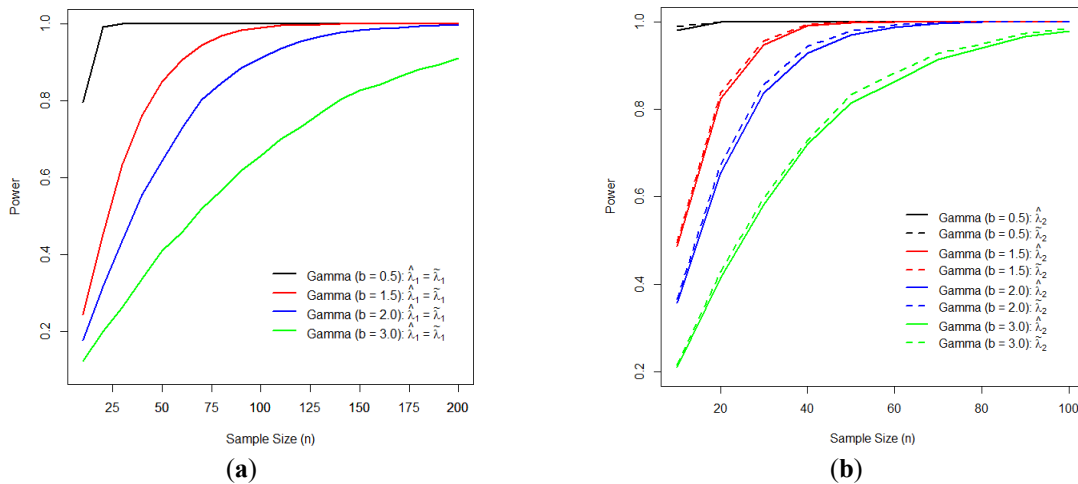 Power
1.0
0.8
0.6
0.4
0.2
25 50 75 100 125 150 175 200
Sample Size (n)
Gamma (b = 0.5): λ̂₁ = λ̃₁
Gamma (b = 1.5): λ̂₁ = λ̃₁
Gamma (b = 2.0): λ̂₁ = λ̃₁
Gamma (b = 3.0): λ̂₁ = λ̃₁
(a)
Power
1.0
0.8
0.6
0.4
0.2
20 40 60 80 100
Sample Size (n)
Gamma (b = 0.5): λ̂₂
Gamma (b = 0.5): λ̃₂
Gamma (b = 1.5): λ̂₂
Gamma (b = 1.5): λ̃₂
Gamma (b = 2.0): λ̂₂
Gamma (b = 2.0): λ̃₂
Gamma (b = 3.0): λ̂₂
Gamma (b = 3.0): λ̃₂
(b)